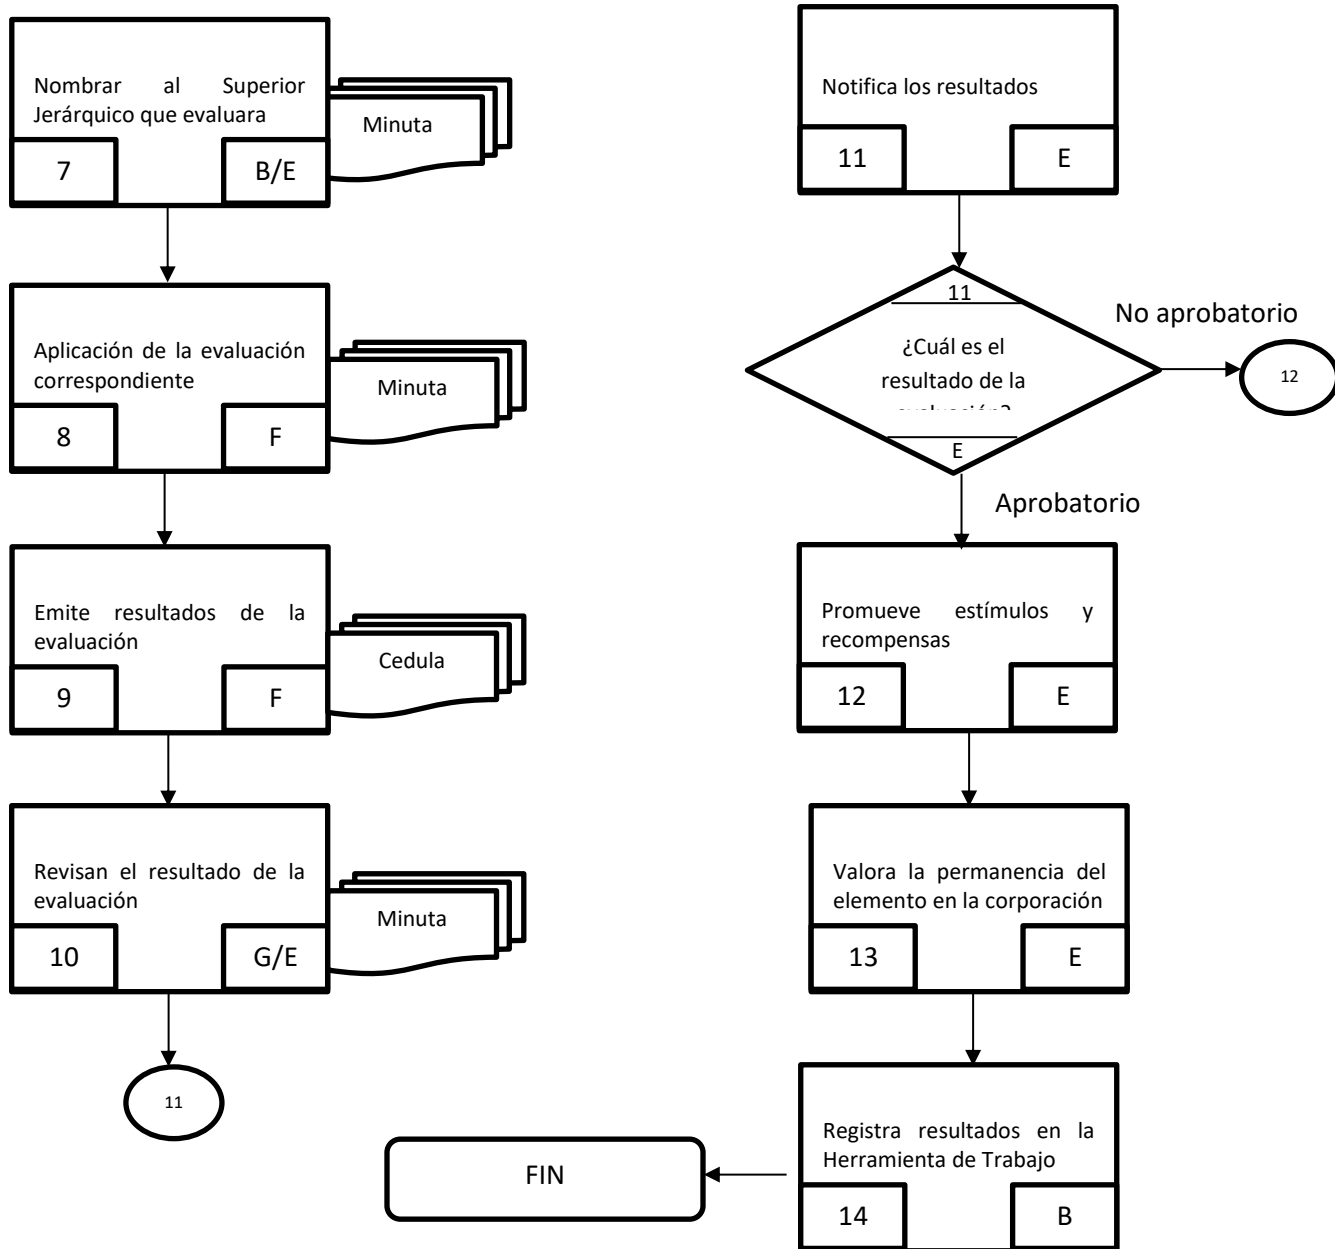 Nombrar al Superior
Jerárquico que evaluara
7
B/E
Minuta
Aplicación de la evaluación
correspondiente
8
F
Minuta
Emite resultados de la
evaluación
9
F
Cedula
Revisan el resultado de la
evaluación
10
G/E
Minuta
11
Notifica los resultados
11
E
11
¿Cuál es el
resultado de la
E
No aprobatorio
12
Aprobatorio
Promueve estímulos y
recompensas
12
E
Valora la permanencia del
elemento en la corporación
13
E
Registra resultados en la
Herramienta de Trabajo
14
B
FIN